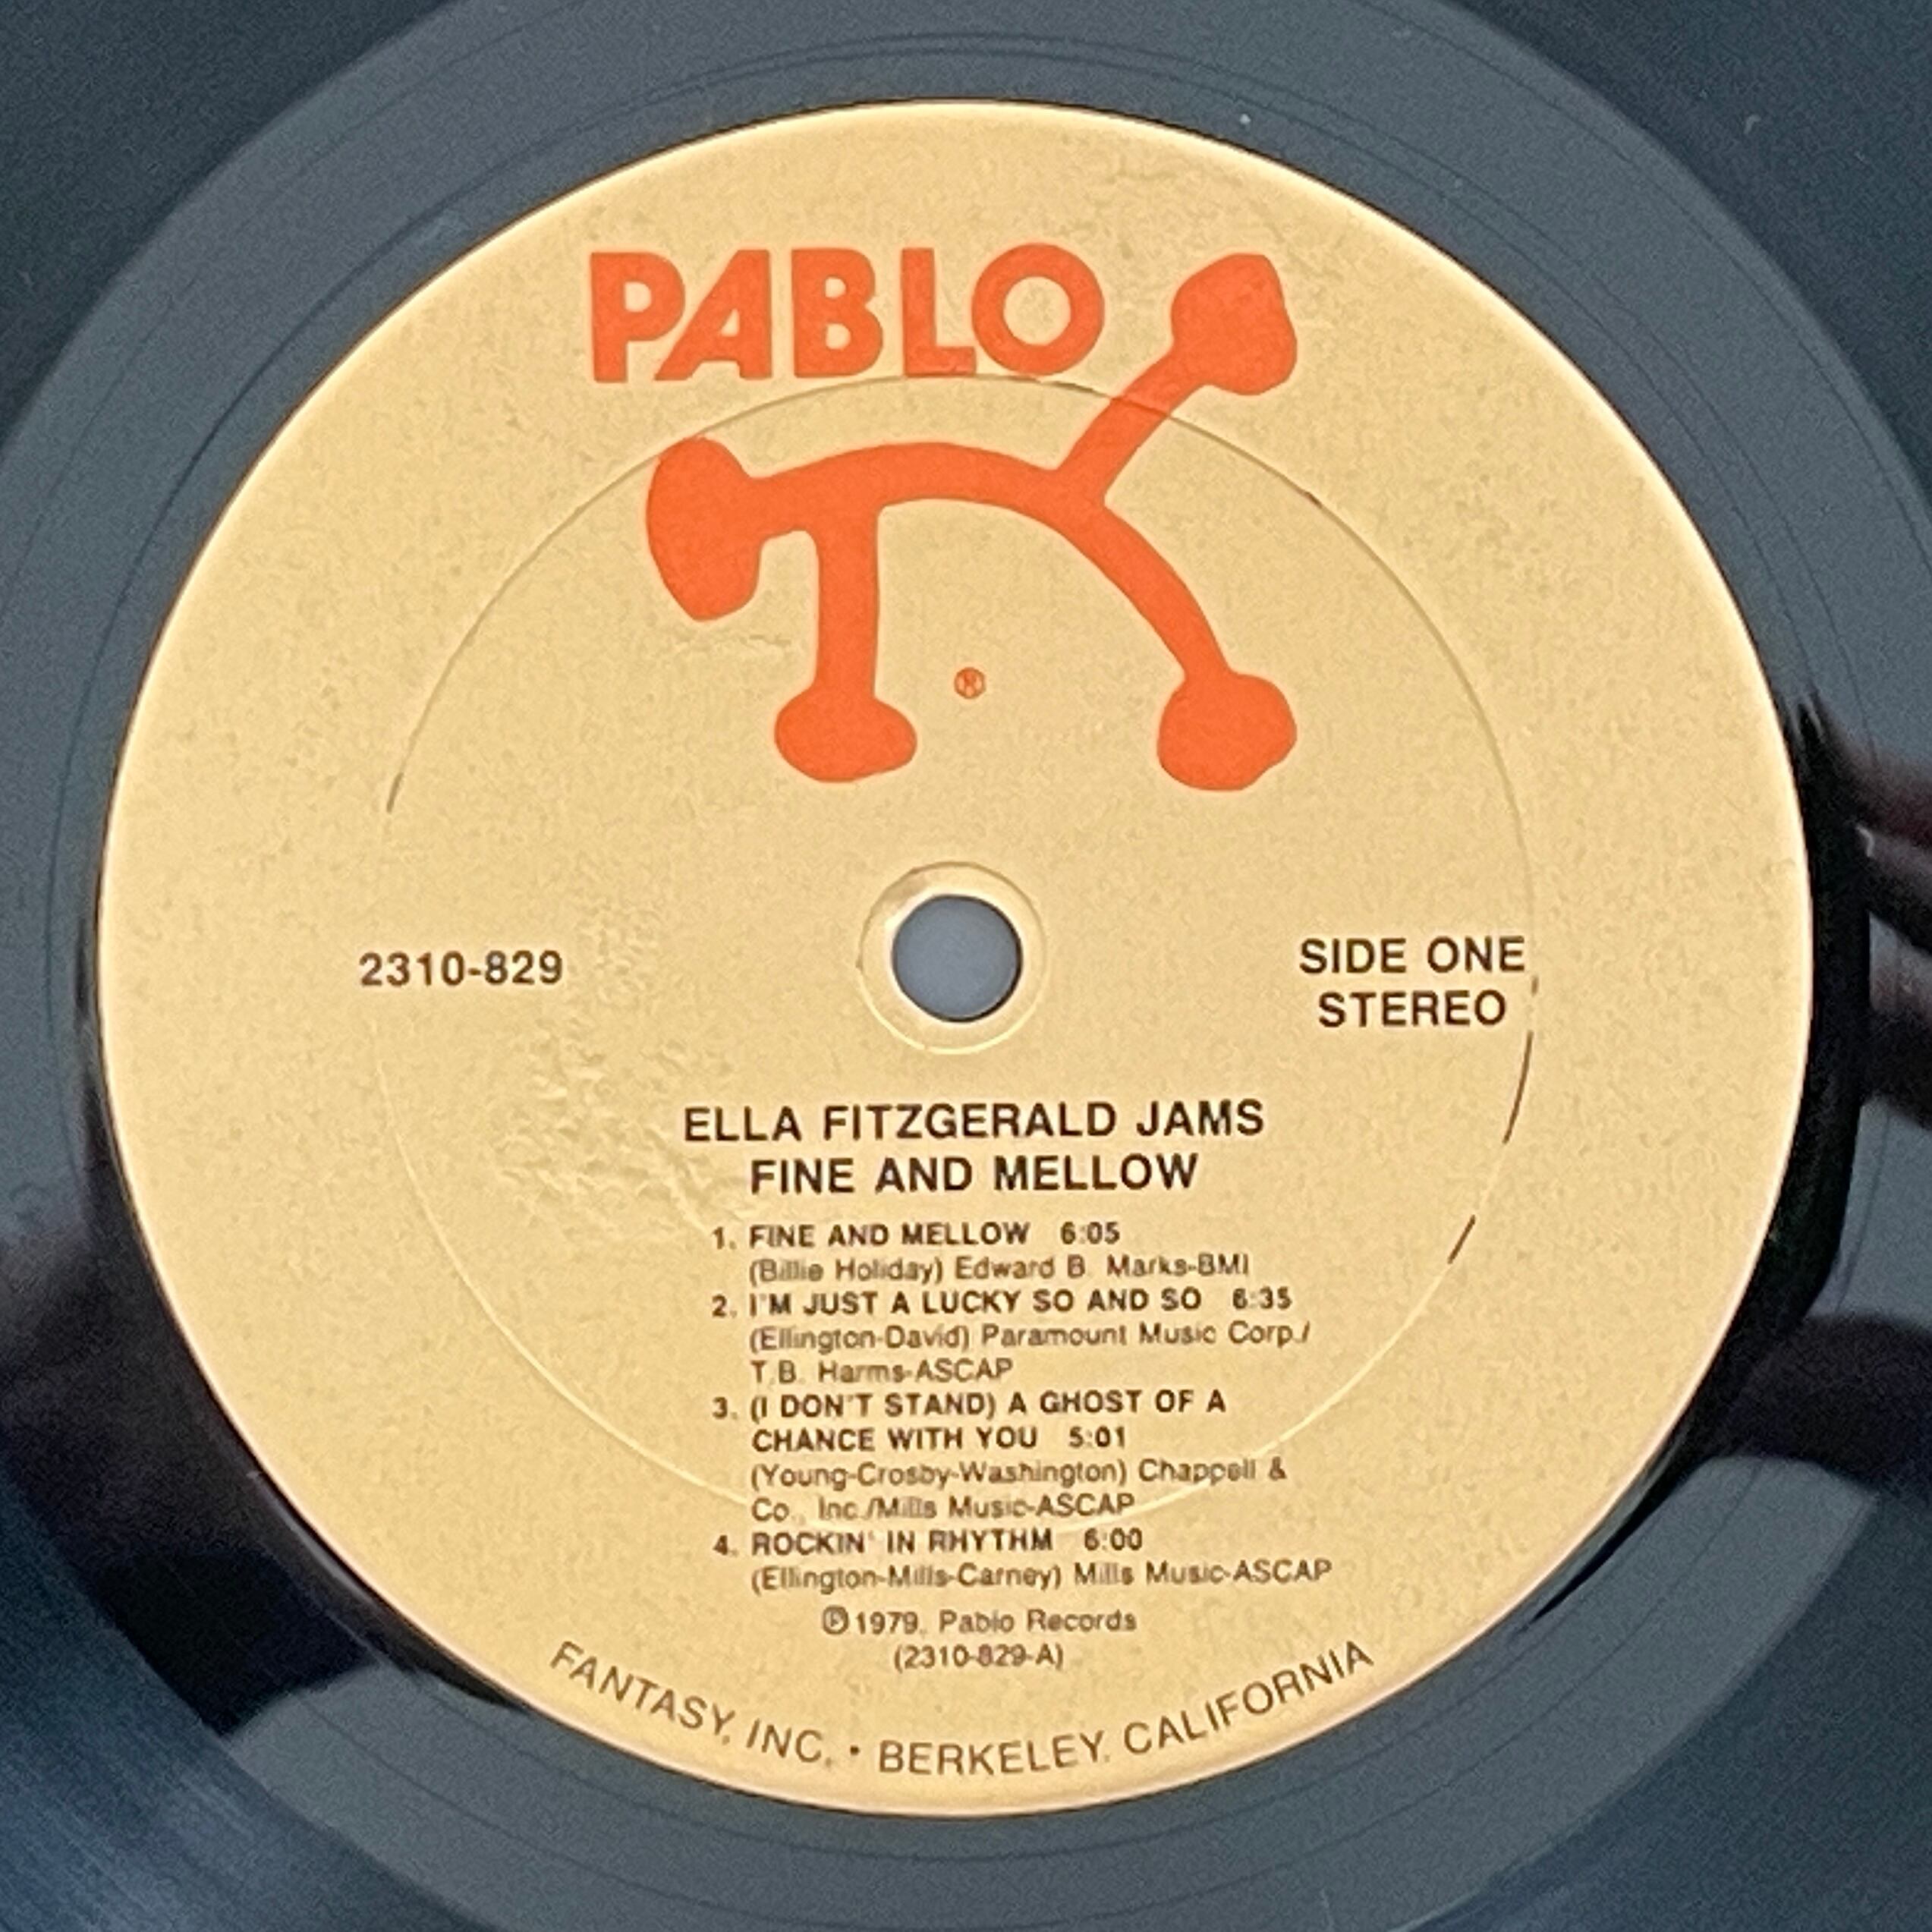 PABLO
®
2310-829
SIDE ONE
STEREO
ELLA FITZGERALD JAMS
FINE AND MELLOW
1. FINE AND MELLOW 6:05
(Billie Holiday) Edward B. Marks-BMI
2. I'M JUST A LUCKY SO AND SO 6:35
(Ellington-David) Paramount Music Corp./
T.B. Harms-ASCAP
3. (I DON'T STAND) A GHOST OF A
CHANCE WITH YOU 5:01
(Young-Crosby-Washington) Chappell &
Co., Inc./Mills Music-ASCAP
4. ROCKIN' IN RHYTHM 6:00
(Ellington-Mills-Carney) Mills Music-ASCAP
℗1979, Pablo Records
(2310-829-A)
FANTASY, INC. • BERKELEY, CALIFORNIA